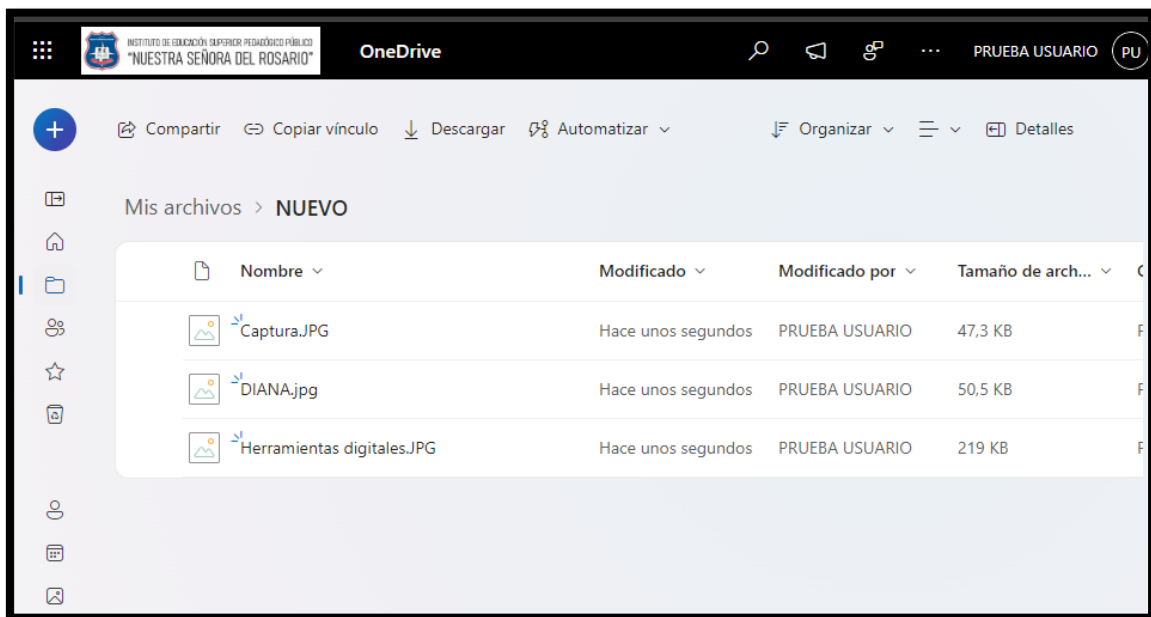 INSTITUTO DE EDUCACIÓN SUPERIOR PEDAGÓGICO PÚBLICO
"NUESTRA SEÑORA DEL ROSARIO"
OneDrive
PRUEBA USUARIO
PU
Compartir
Copiar vínculo
Descargar
Automatizar
Organizar
Detalles
Mis archivos > NUEVO
Nombre
Modificado
Modificado por
Tamaño de arch...
Captura.JPG
Hace unos segundos
PRUEBA USUARIO
47,3 KB
DIANA.jpg
Hace unos segundos
PRUEBA USUARIO
50,5 KB
Herramientas digitales.JPG
Hace unos segundos
PRUEBA USUARIO
219 KB